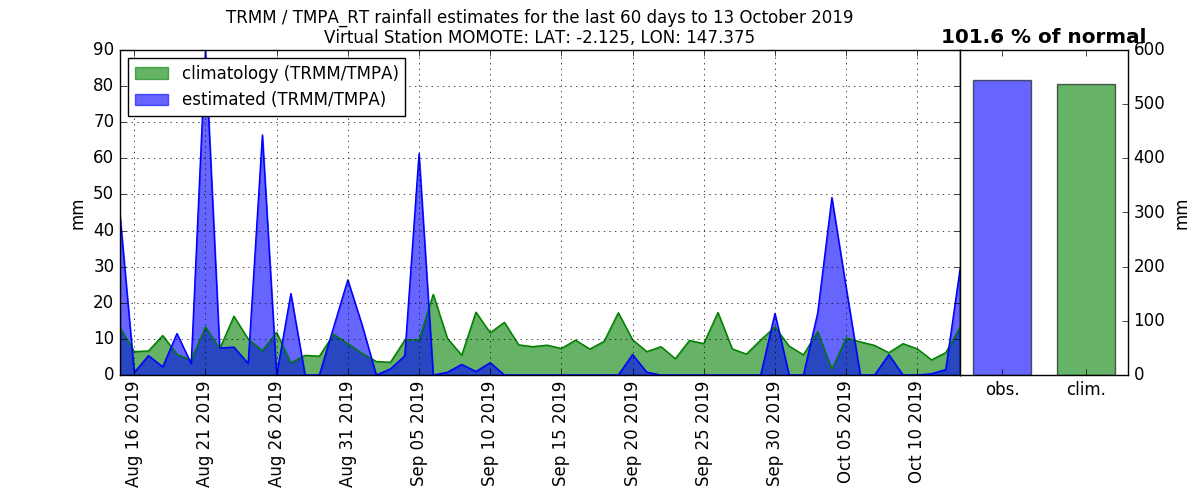 TRMM / TMPA_RT rainfall estimates for the last 60 days to 13 October 2019
Virtual Station MOMOTE: LAT: -2.125, LON: 147.375
101.6 % of normal
climatology (TRMM/TMPA)
estimated (TRMM/TMPA)
90
80
70
60
50
40
30
20
10
0
mm
Aug 16 2019
Aug 21 2019
Aug 26 2019
Aug 31 2019
Sep 05 2019
Sep 10 2019
Sep 15 2019
Sep 20 2019
Sep 25 2019
Sep 30 2019
Oct 05 2019
Oct 10 2019
600
500
400
300
200
100
0
mm
obs.
clim.